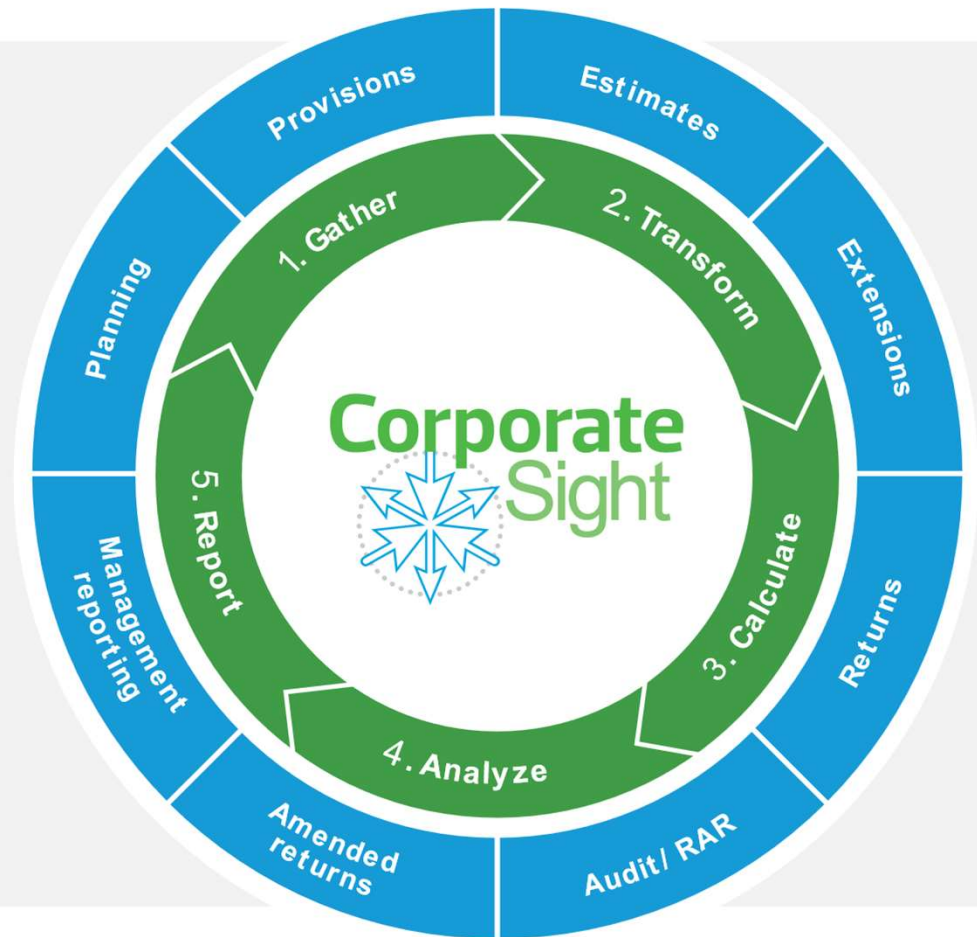 Provisions
Estimates
Extensions
Returns
Audit/ RAR
Amended
returns
Management
reporting
Planning
1. Gather
2. Transform
3. Calculate
4. Analyze
5. Report
Corporate
Sight